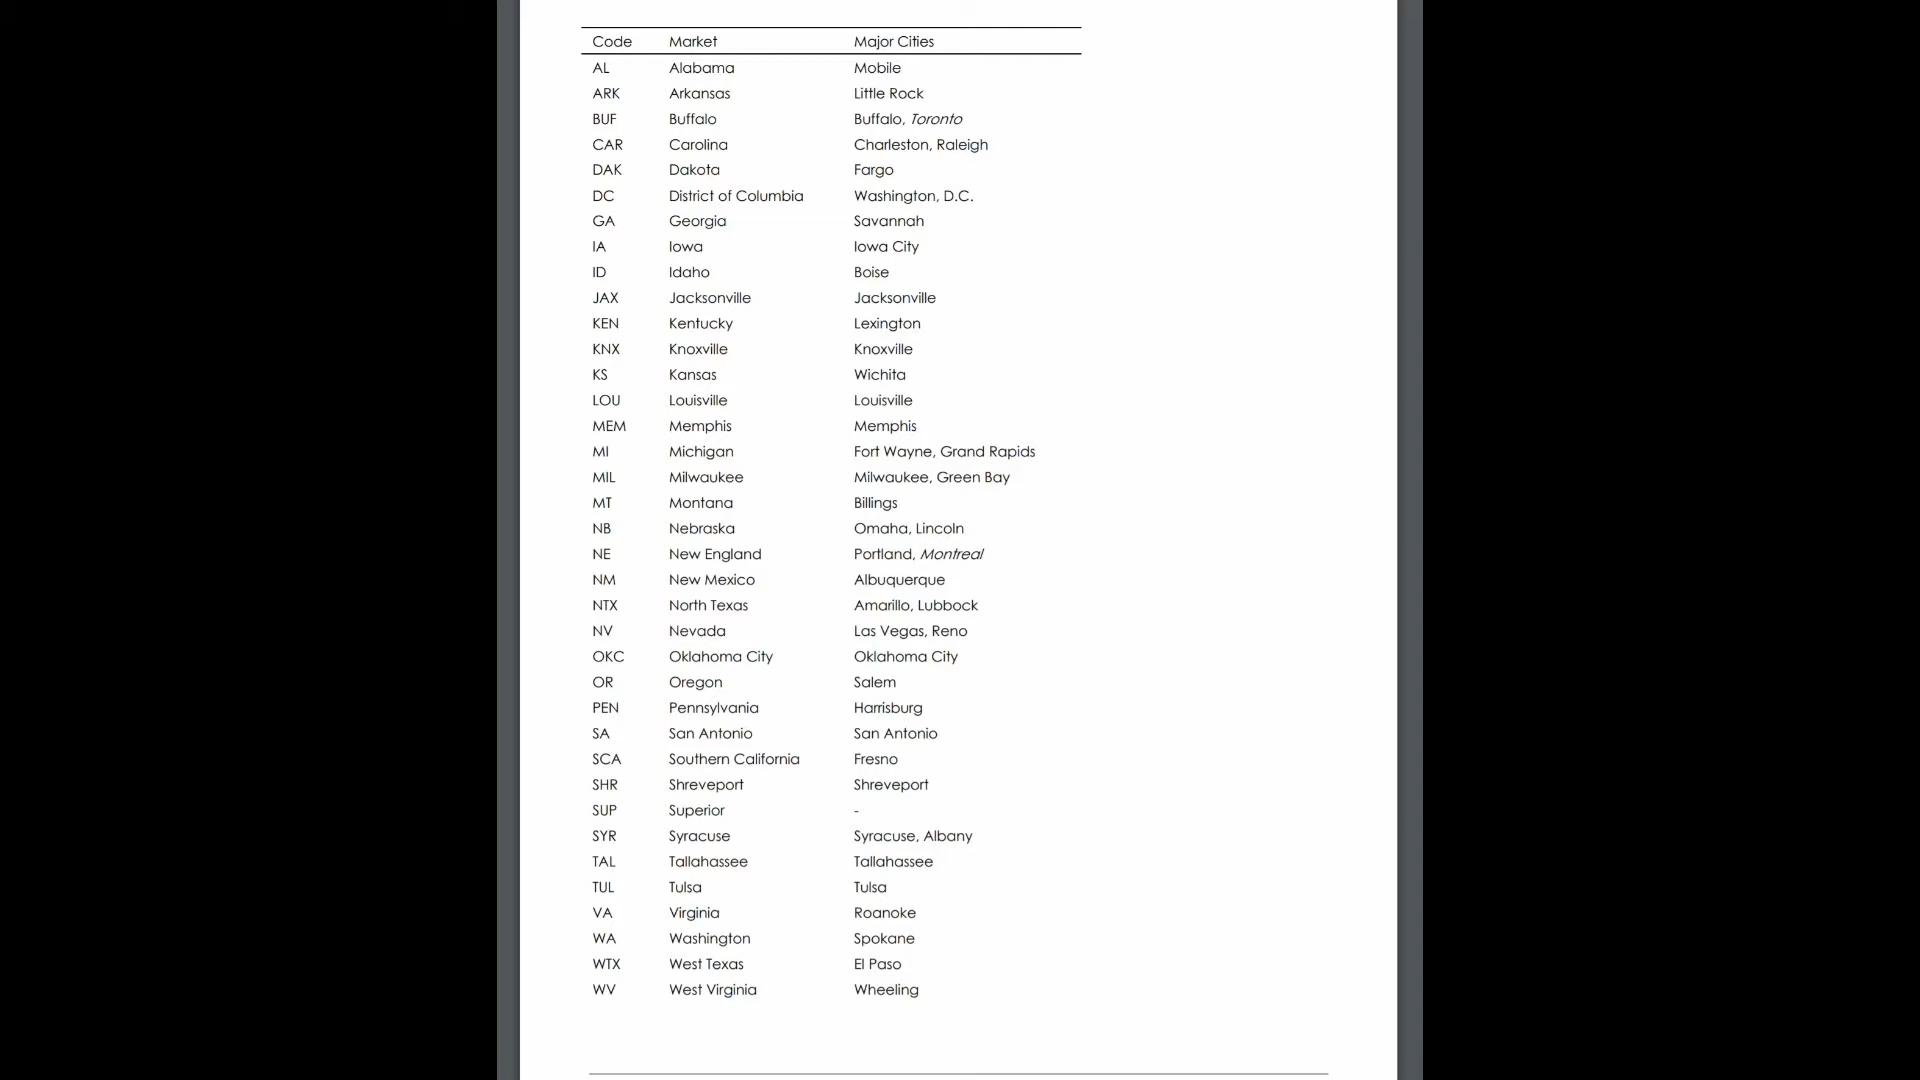 Code Market Major Cities
AL Alabama Mobile
ARK Arkansas Little Rock
BUF Buffalo Buffalo, Toronto
CAR Carolina Charleston, Raleigh
DAK Dakota Fargo
DC District of Columbia Washington, D.C.
GA Georgia Savannah
IA Iowa Iowa City
ID Idaho Boise
JAX Jacksonville Jacksonville
KEN Kentucky Lexington
KNX Knoxville Knoxville
KS Kansas Wichita
LOU Louisville Louisville
MEM Memphis Memphis
MI Michigan Fort Wayne, Grand Rapids
MIL Milwaukee Milwaukee, Green Bay
MT Montana Billings
NB Nebraska Omaha, Lincoln
NE New England Portland, Montreal
NM New Mexico Albuquerque
NTX North Texas Amarillo, Lubbock
NV Nevada Las Vegas, Reno
OKC Oklahoma City Oklahoma City
OR Oregon Salem
PEN Pennsylvania Harrisburg
SA San Antonio San Antonio
SCA Southern California Fresno
SHR Shreveport Shreveport
SUP Superior -
SYR Syracuse Syracuse, Albany
TAL Tallahassee Tallahassee
TUL Tulsa Tulsa
VA Virginia Roanoke
WA Washington Spokane
WTX West Texas El Paso
WV West Virginia Wheeling